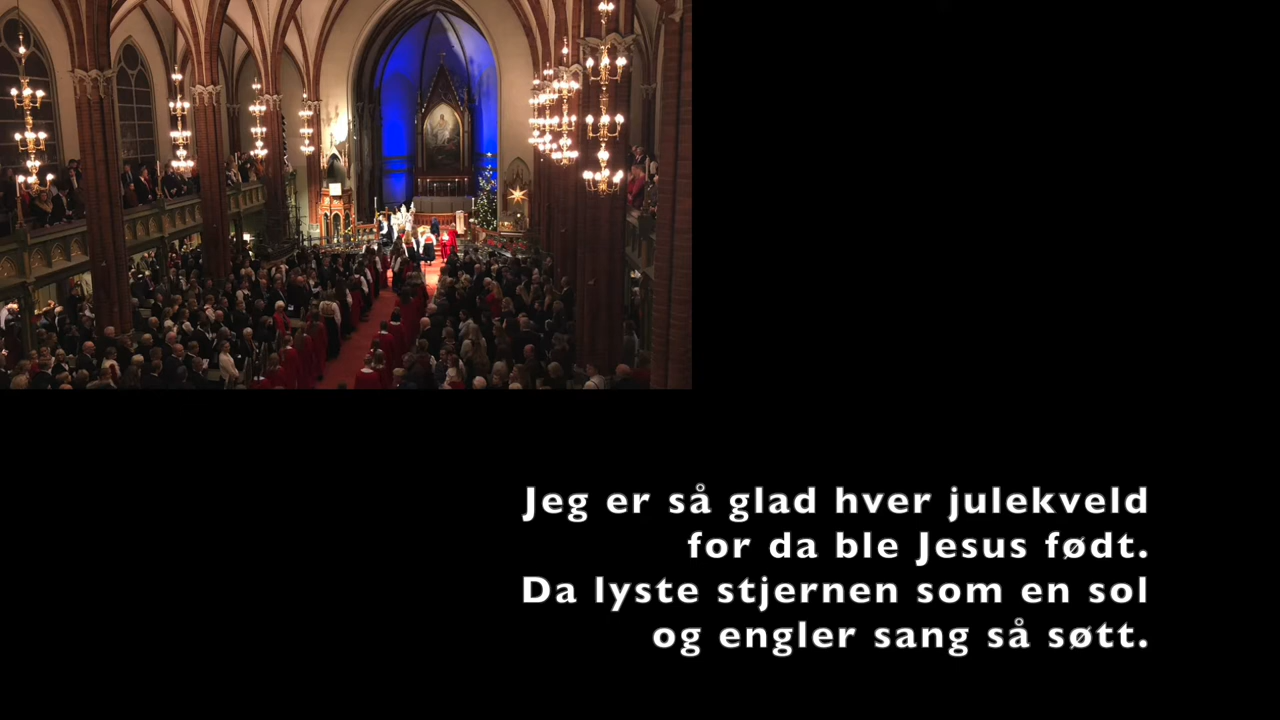 Jeg er så glad hver julekveld
for da ble Jesus født.
Da lyste stjernen som en sol
og engler sang så søtt.